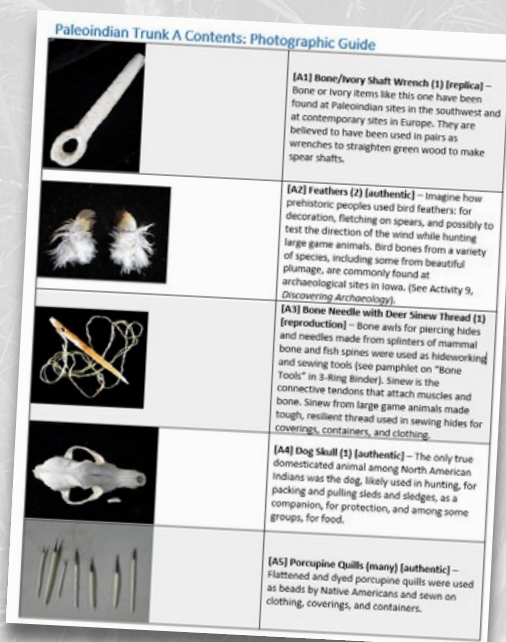 Paleoindian Trunk A Contents: Photographic Guide
[A1] Bone/Ivory Shaft Wrench (1) [replica] –
Bone or Ivory items like this one have been
found at Paleoindian sites in the southwest and
at contemporary sites in Europe. They are
believed to have been used in pairs as
wrenches to straighten green wood to make
spear shafts.
[A2] Feathers (2) [authentic] – Imagine how
prehistoric peoples used bird feathers: for
decoration, fletching on spears, and possibly to
test the direction of the wind while hunting
large game animals. Bird bones from a variety
of species, including some from beautiful
plumage, are commonly found at
archaeological sites in Iowa. (See Activity 9,
Discovering Archaeology).
[A3] Bone Needle with Deer Sinew Thread (1)
[reproduction] – Bone awls for piercing hides
and needles made from splinters of mammal
bone and fish spines were used as hideworking
and sewing tools (see pamphlet on "Bone
Tools" in 3-Ring Binder). Sinew is the
connective tendons that attach muscles and
bone. Sinew from large game animals made
tough, resilient thread used in sewing hides for
coverings, containers, and clothing.
[A4] Dog Skull (1) [authentic] – The only true
domesticated animal among North American
Indians was the dog, likely used in hunting, for
packing and pulling sleds and sledges, as a
companion, for protection, and among some
groups, for food.
[A5] Porcupine Quills (many) [authentic] –
Flattened and dyed porcupine quills were used
as beads by Native Americans and sewn on
clothing, coverings, and containers.